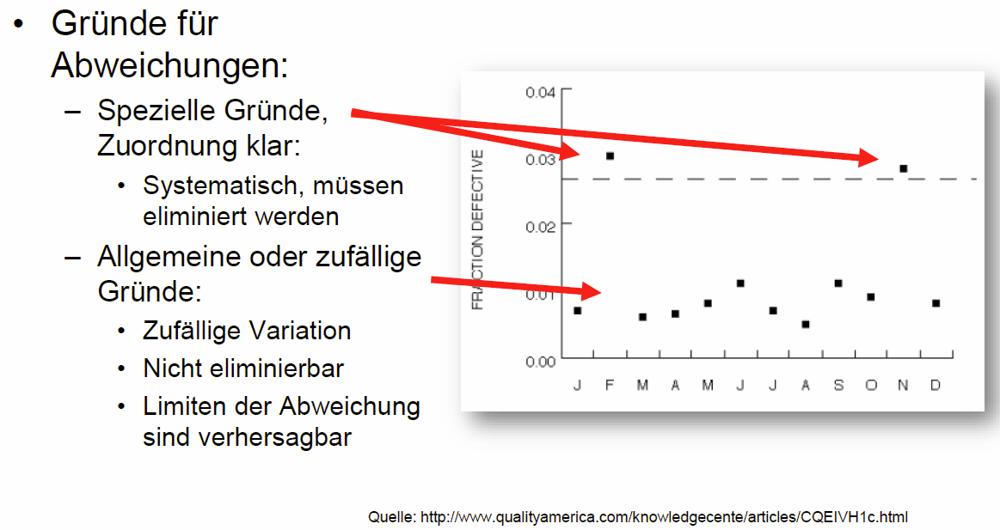 • Gründe für
Abweichungen:
– Spezielle Gründe,
Zuordnung klar:
• Systematisch, müssen
eliminiert werden
– Allgemeine oder zufällige
Gründe:
• Zufällige Variation
• Nicht eliminierbar
• Limiten der Abweichung
sind verhersagbar
FRACTION DEFECTIVE
0.04
0.03
0.02
0.01
0.00
J F M A M J J A S O N D
Quelle: http://www.qualityamerica.com/knowledgecente/articles/CQEIVH1c.html